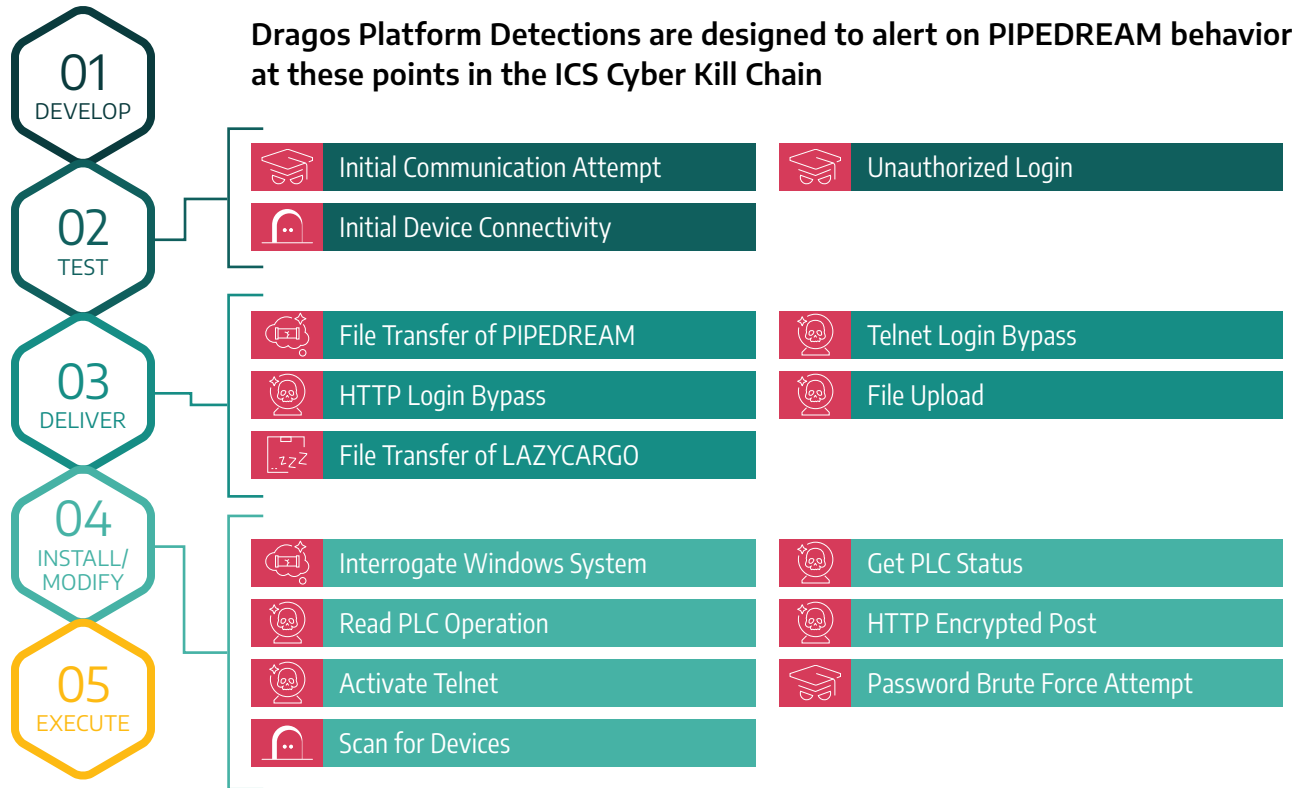 Dragos Platform Detections are designed to alert on PIPEDREAM behavior
at these points in the ICS Cyber Kill Chain
01
DEVELOP
02
TEST
Initial Communication Attempt
Unauthorized Login
Initial Device Connectivity
03
DELIVER
File Transfer of PIPEDREAM
Telnet Login Bypass
HTTP Login Bypass
File Upload
zzz
File Transfer of LAZYCARGO
04
INSTALL/
MODIFY
Interrogate Windows System
Get PLC Status
Read PLC Operation
HTTP Encrypted Post
Activate Telnet
Password Brute Force Attempt
Scan for Devices
05
EXECUTE